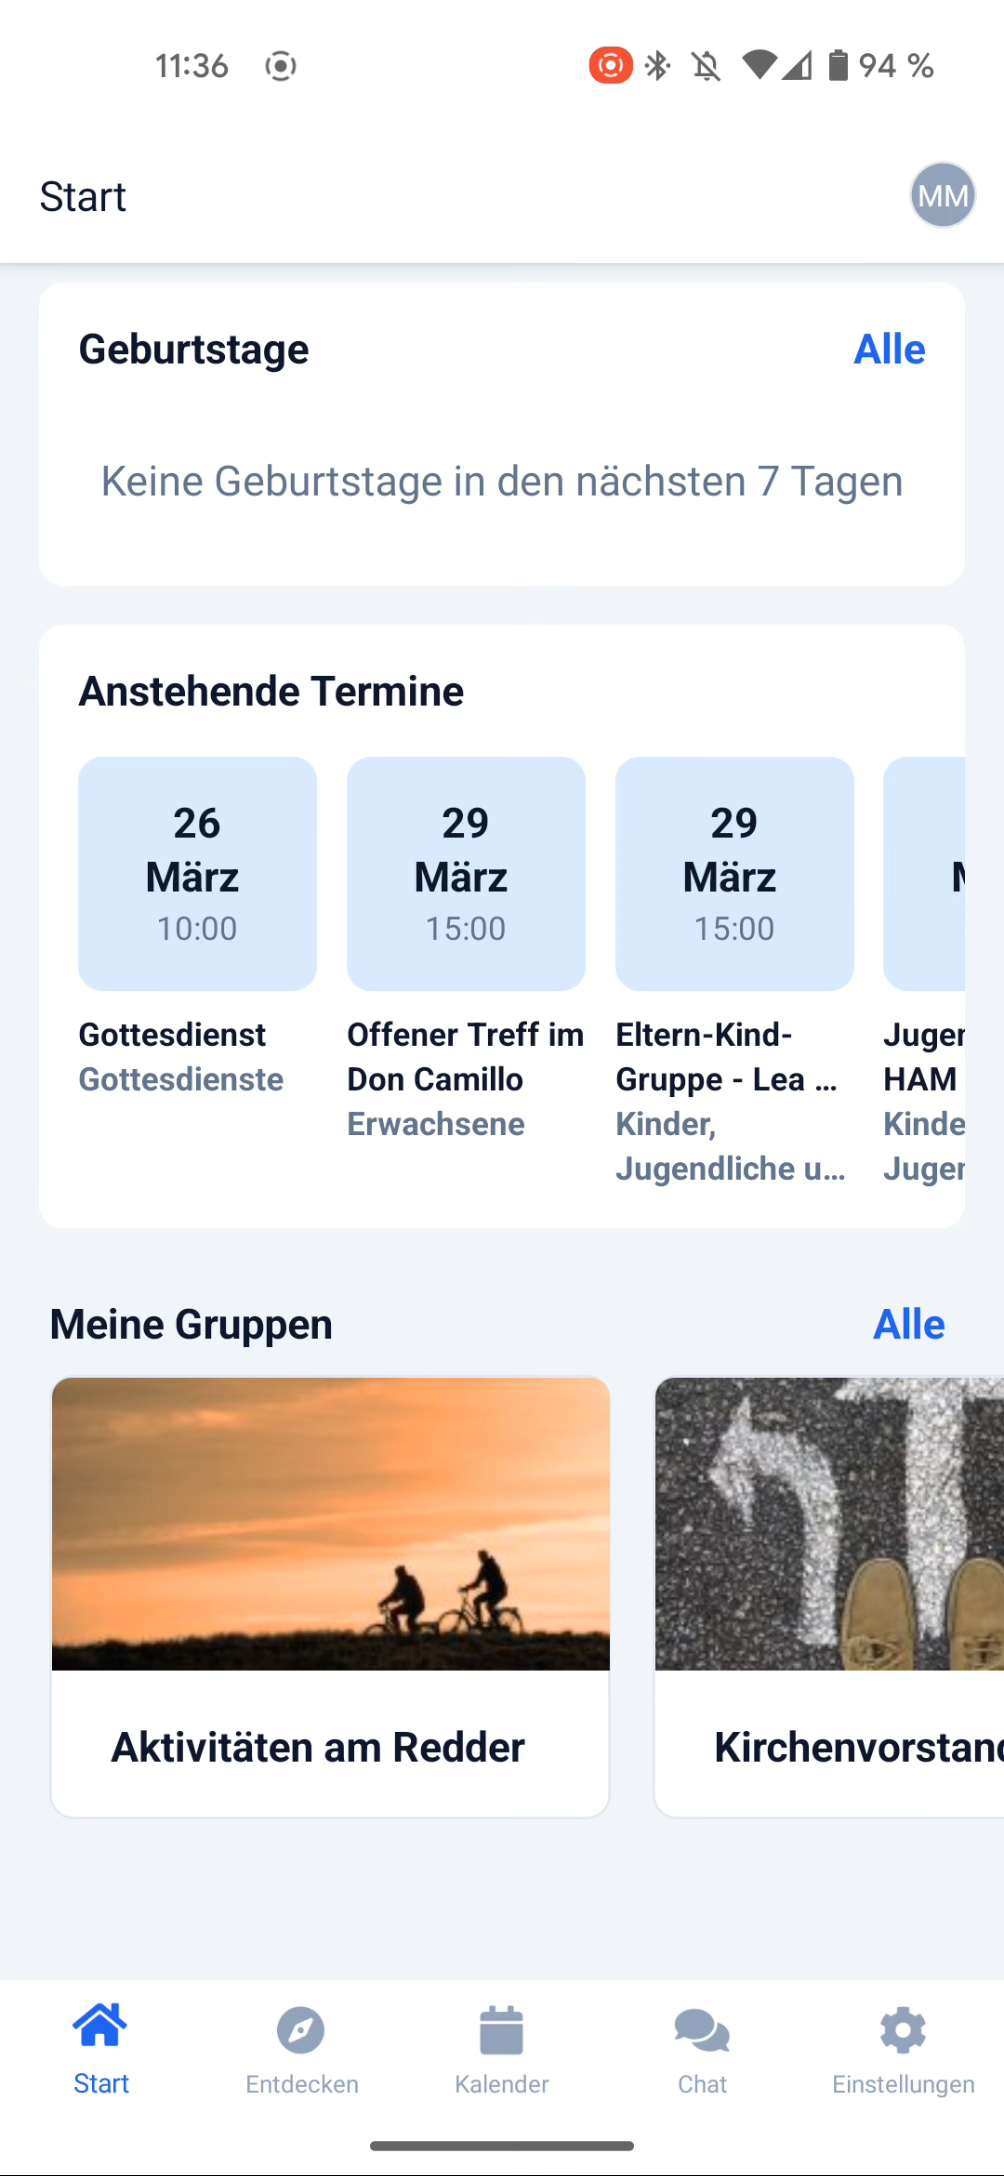 11:36
94 %
Start
MM
Geburtstage
Alle
Keine Geburtstage in den nächsten 7 Tagen
Anstehende Termine
26
März
10:00
29
März
15:00
29
März
15:00
Gottesdienst
Gottesdienste
Offener Treff im
Don Camillo
Erwachsene
Eltern-Kind-
Gruppe - Lea ...
Kinder,
Jugendliche u...
HAM
Meine Gruppen
Alle
Aktivitäten am Redder
Kirchenvorstand
Start
Entdecken
Kalender
Chat
Einstellungen